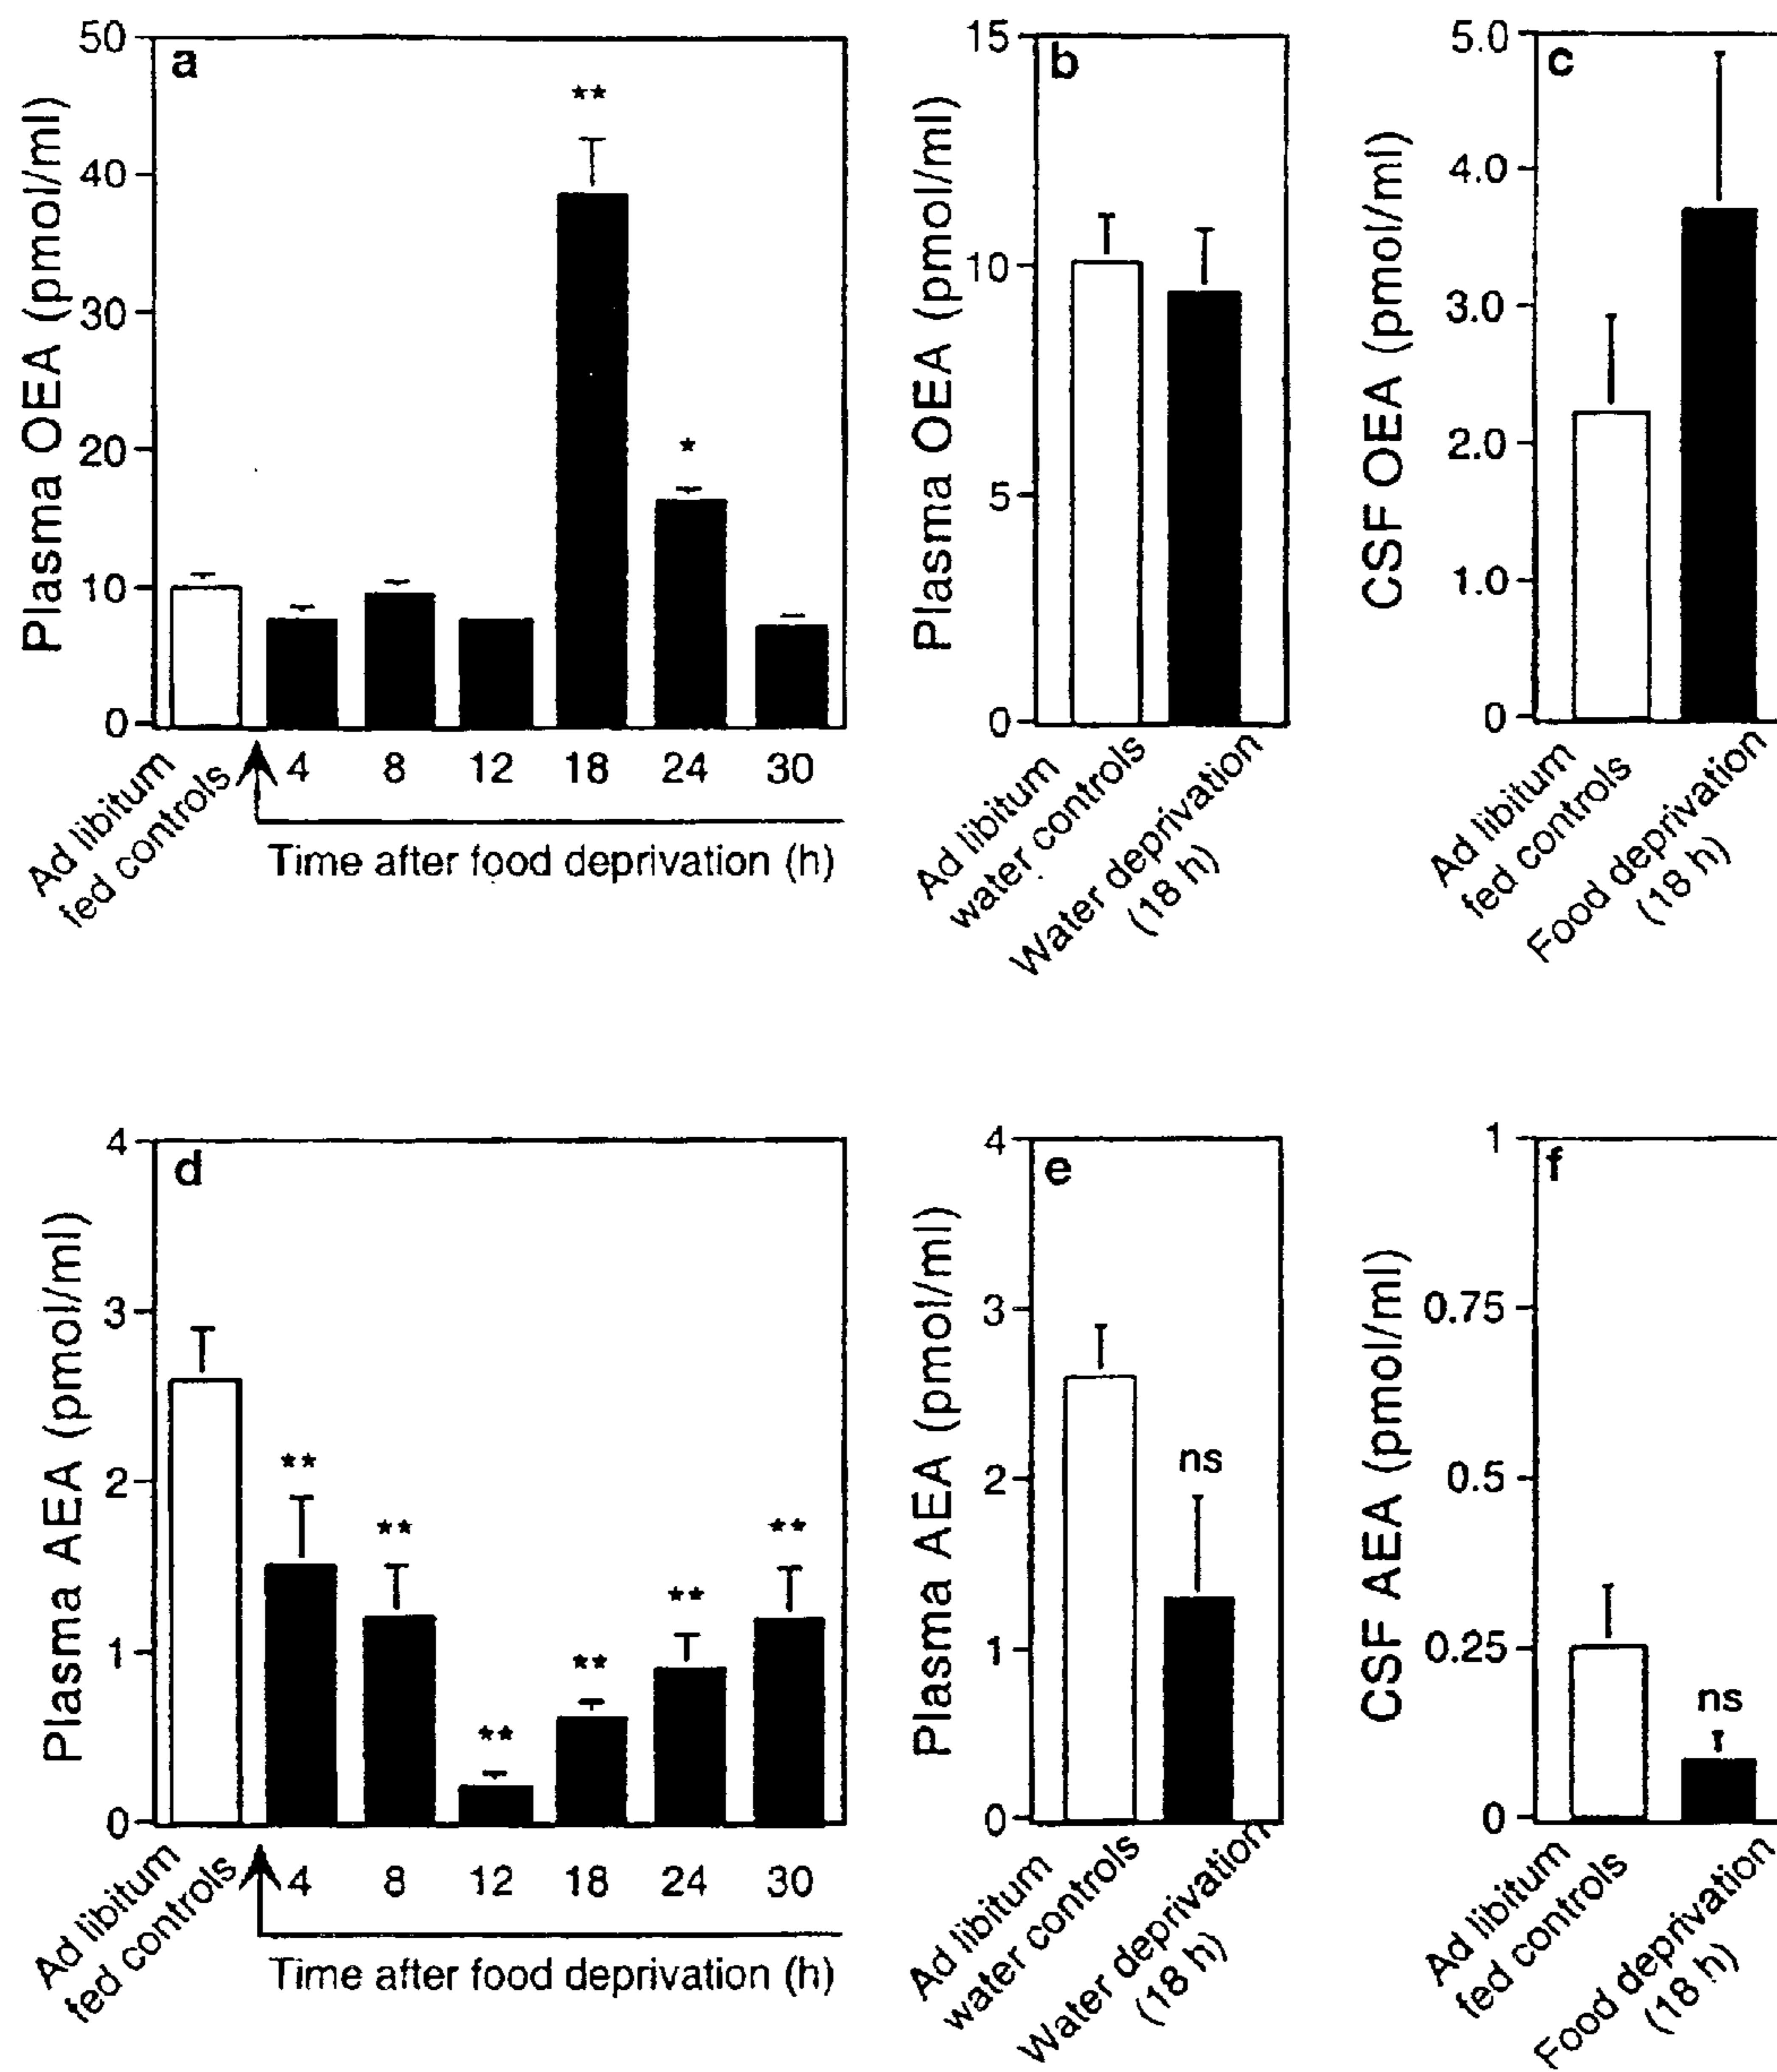 a
Plasma OEA (pmol/ml)
50
40
30
20
10
0
**
*
Ad libitum
fed controls
4 8 12 18 24 30
Time after food deprivation (h)
b
Plasma OEA (pmol/ml)
15
10
5
0
Ad libitum
water controls
Water deprivation
(18 h)
c
CSF OEA (pmol/ml)
5.0
4.0
3.0
2.0
1.0
0
Ad libitum
fed controls
Food deprivation
(18 h)
d
Plasma AEA (pmol/ml)
4
3
2
1
0
**
**
**
**
**
**
Ad libitum
fed controls
4 8 12 18 24 30
Time after food deprivation (h)
e
Plasma AEA (pmol/ml)
4
3
2
1
0
ns
Ad libitum
water controls
Water deprivation
(18 h)
f
CSF AEA (pmol/ml)
1
0.75
0.5
0.25
0
ns
Ad libitum
fed controls
Food deprivation
(18 h)